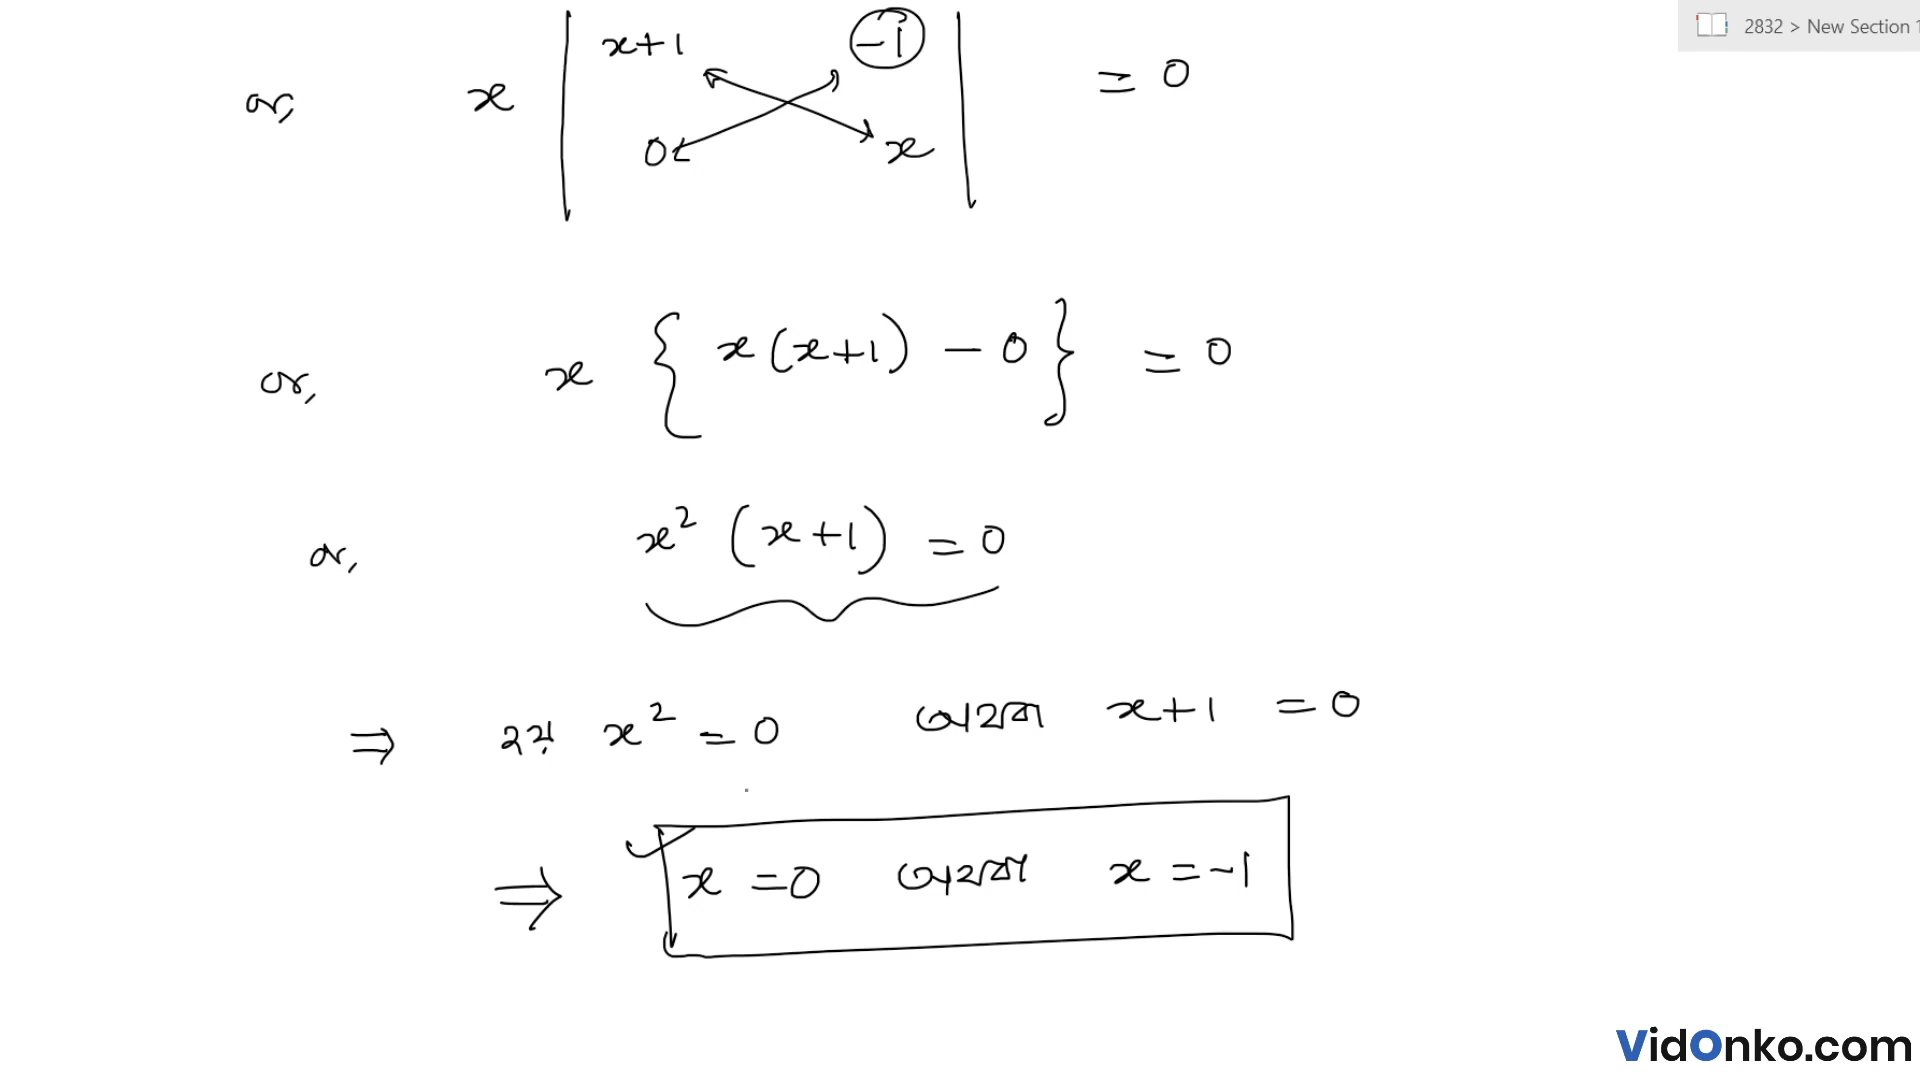 2832 > New Section 1
or, x | x+1 -1 | = 0
0 x
or, x { x(x+1) - 0 } = 0
or, x² (x+1) = 0
⇒ হয় x² = 0 অথবা x+1 = 0
⇒ x = 0 অথবা x = -1
VidOnko.com